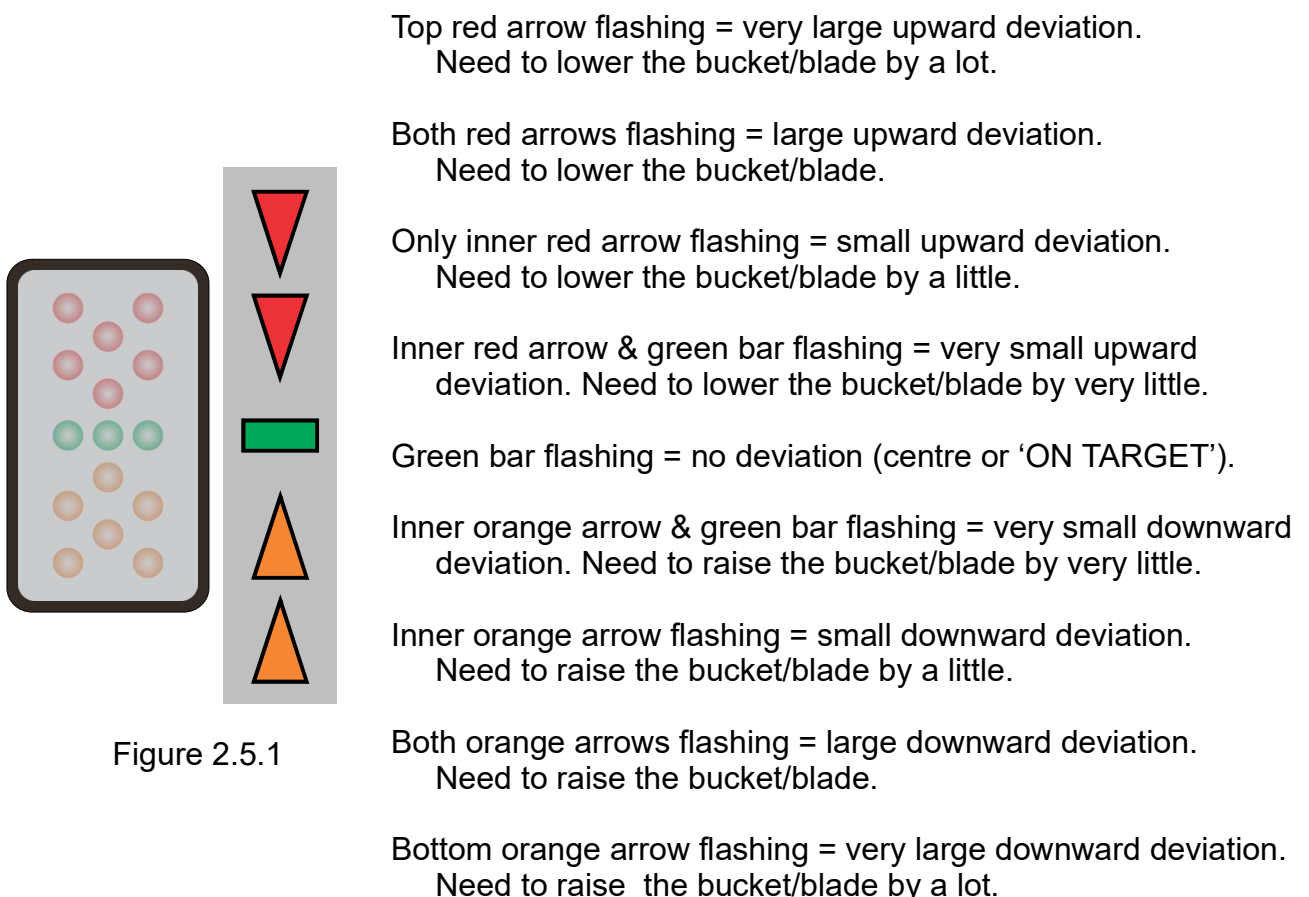 Top red arrow flashing = very large upward deviation.
Need to lower the bucket/blade by a lot.
Both red arrows flashing = large upward deviation.
Need to lower the bucket/blade.
Only inner red arrow flashing = small upward deviation.
Need to lower the bucket/blade by a little.
Inner red arrow & green bar flashing = very small upward
deviation. Need to lower the bucket/blade by very little.
Green bar flashing = no deviation (centre or ‘ON TARGET’).
Inner orange arrow & green bar flashing = very small downward
deviation. Need to raise the bucket/blade by very little.
Inner orange arrow flashing = small downward deviation.
Need to raise the bucket/blade by a little.
Both orange arrows flashing = large downward deviation.
Need to raise the bucket/blade.
Bottom orange arrow flashing = very large downward deviation.
Need to raise  the bucket/blade by a lot.
Figure 2.5.1